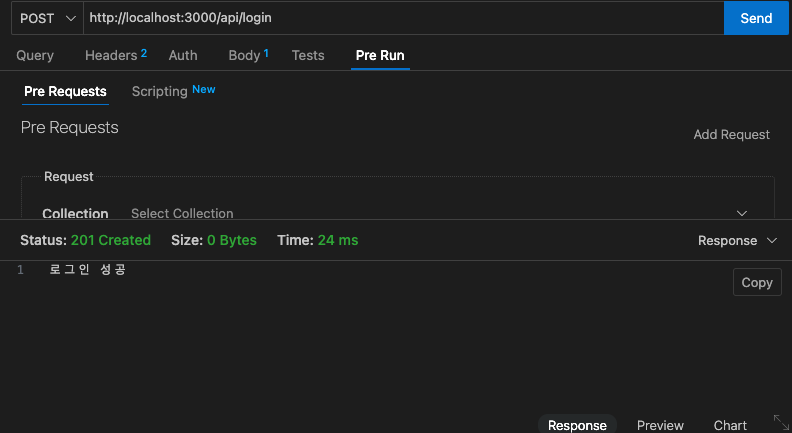 POST http://localhost:3000/api/login Send
Query Headers 2 Auth Body 1 Tests Pre Run
Pre Requests Scripting New
Pre Requests
Add Request
Request
Collection Select Collection
Status: 201 Created Size: 0 Bytes Time: 24 ms Response
1 로그인 성공
Copy
Response Preview Chart